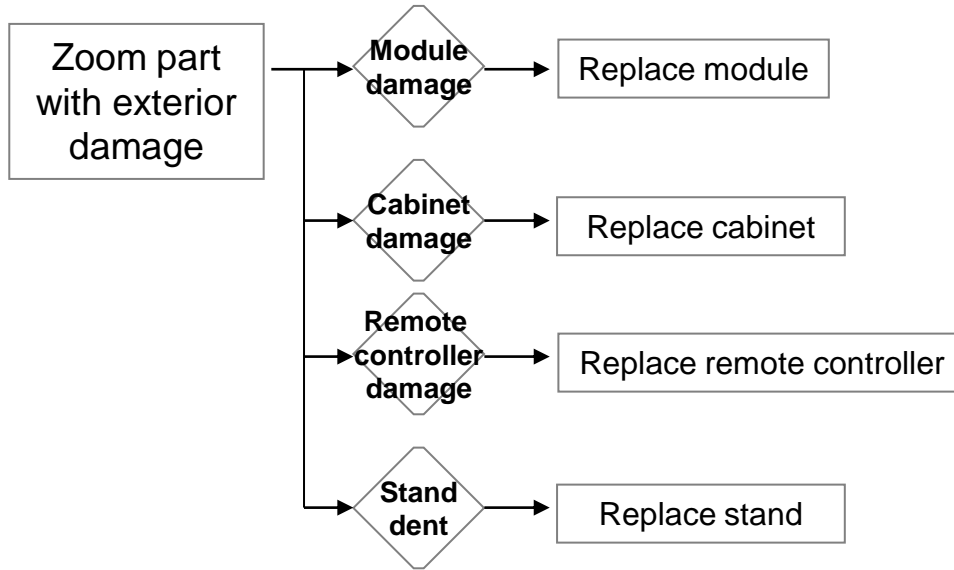 Zoom part
with exterior
damage
Module
damage
Replace module
Cabinet
damage
Replace cabinet
Remote
controller
damage
Replace remote controller
Stand
dent
Replace stand